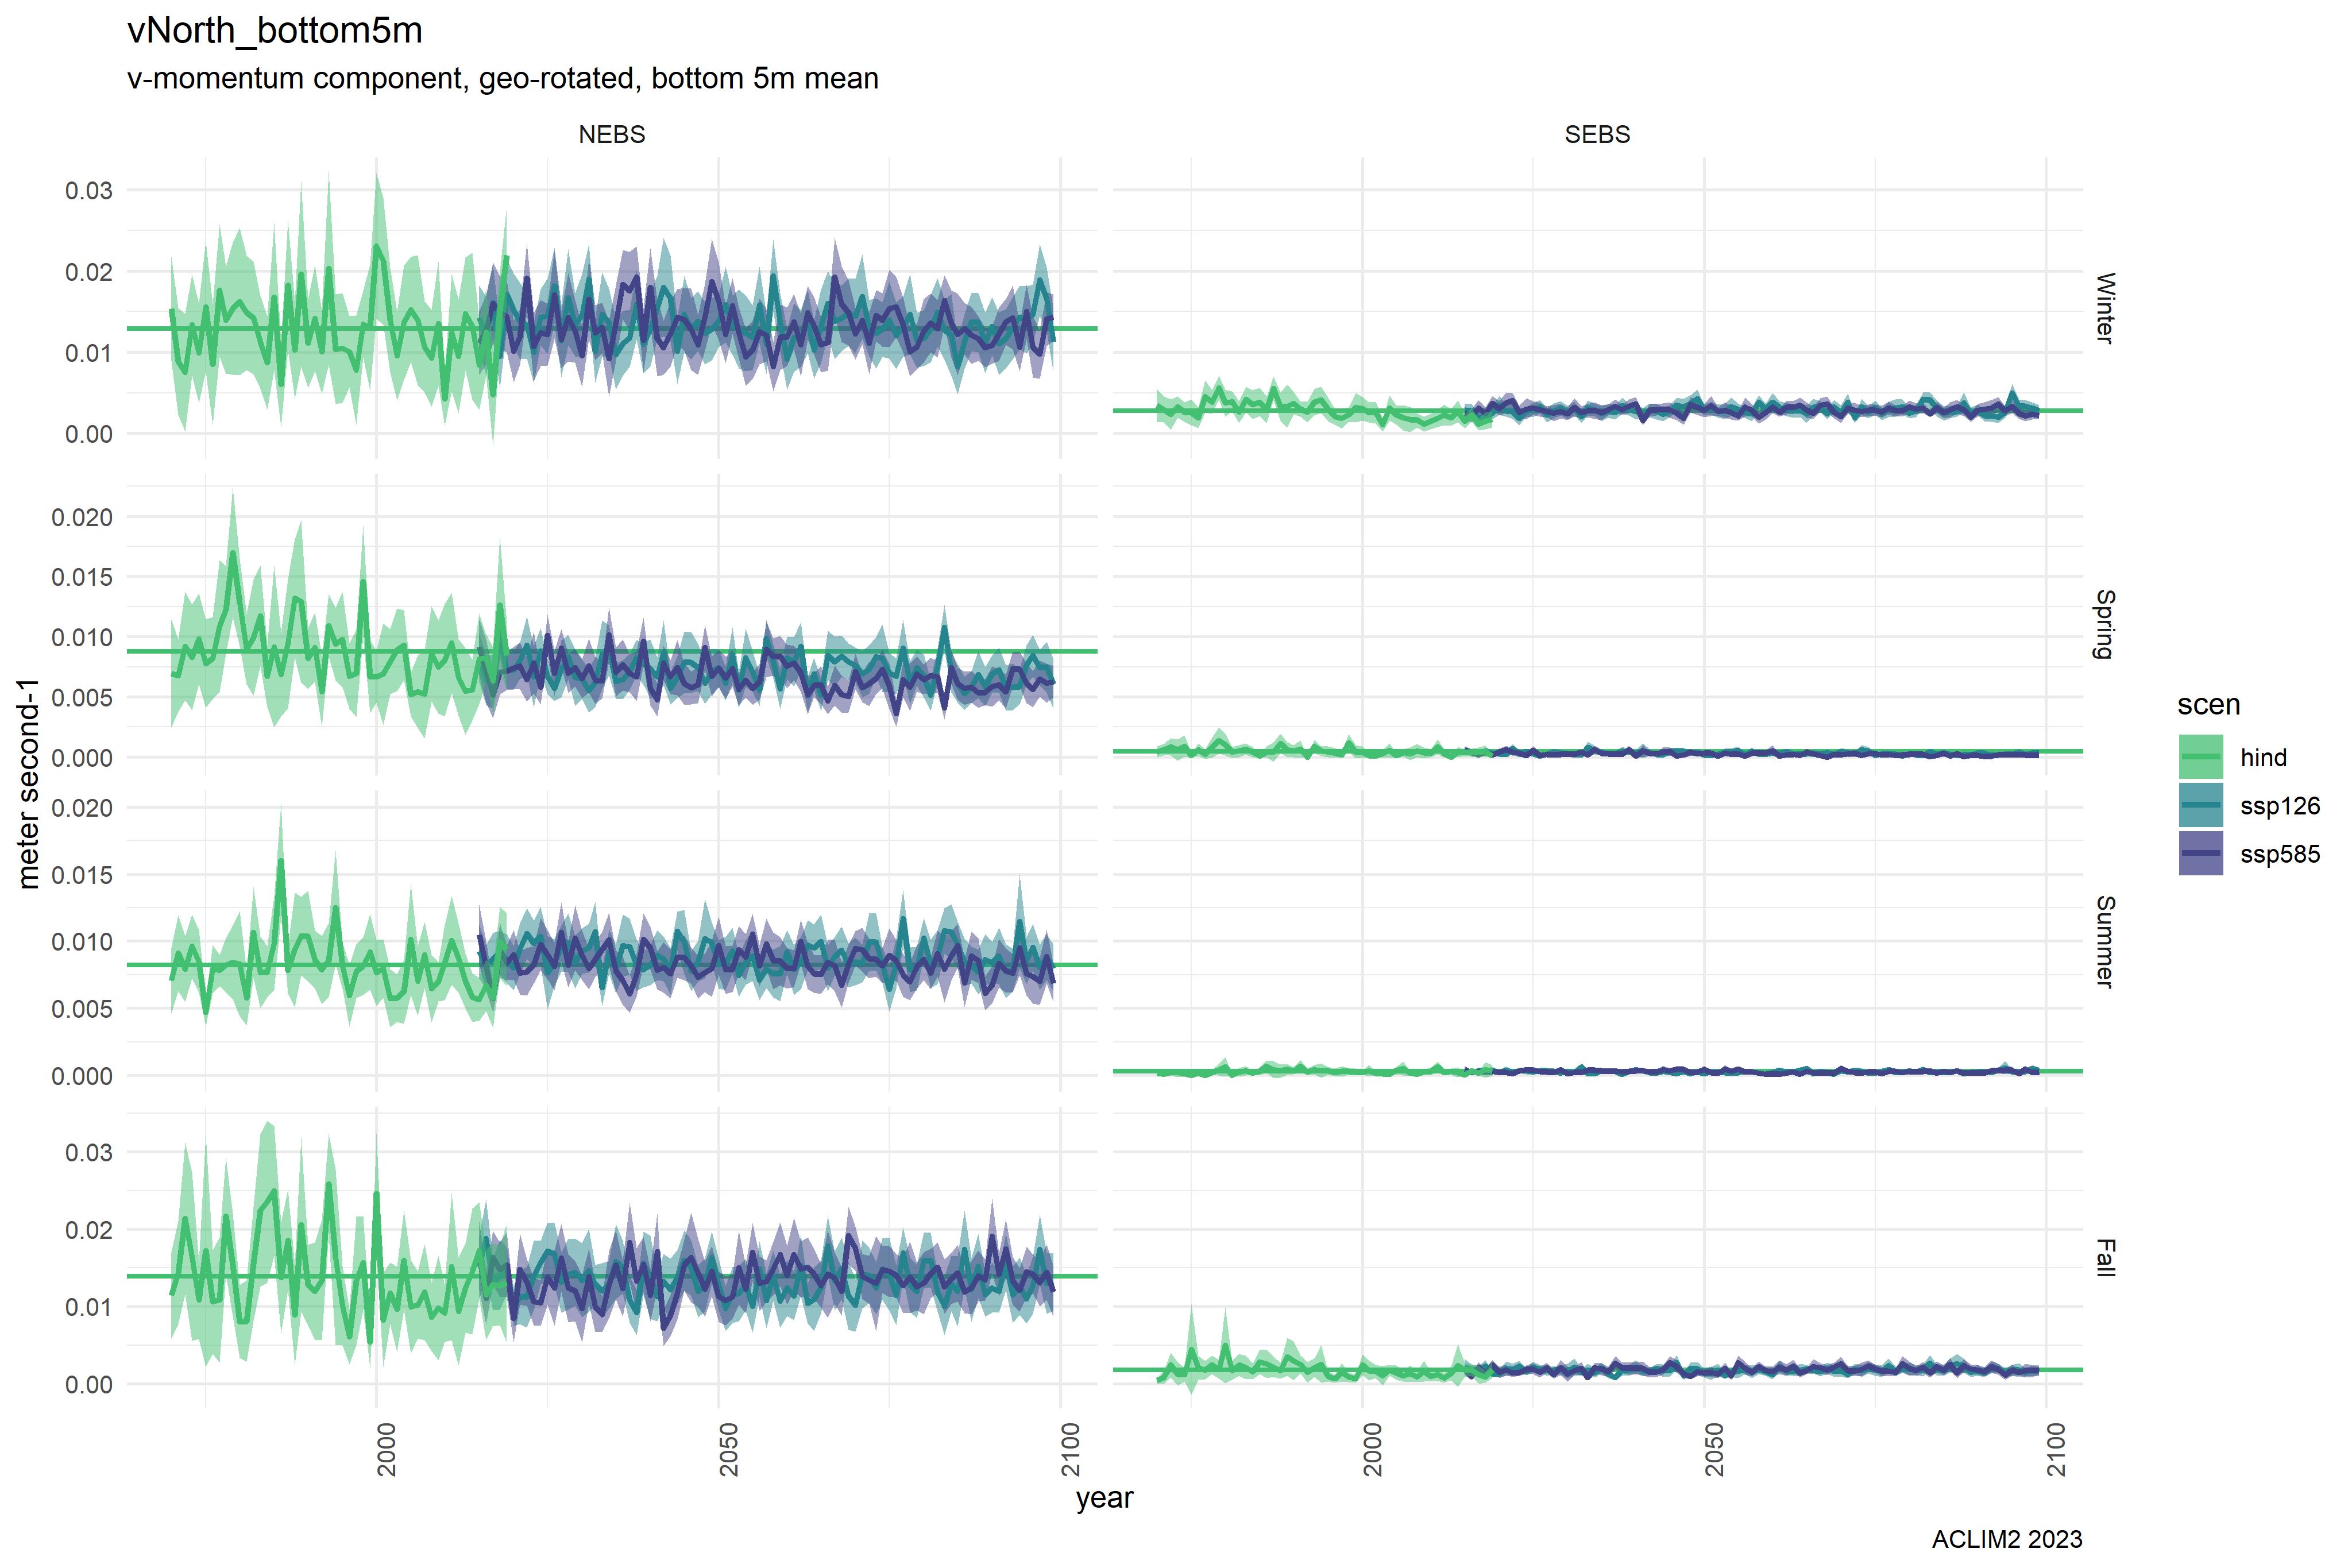 vNorth_bottom5m
v-momentum component, geo-rotated, bottom 5m mean
NEBS
SEBS
0.03
0.02
0.01
0.00
Winter
0.020
0.015
0.010
0.005
0.000
Spring
0.020
0.015
0.010
0.005
0.000
Summer
0.03
0.02
0.01
0.00
Fall
meter second-1
2000
2050
2100
2000
2050
2100
year
scen
hind
ssp126
ssp585
ACLIM2 2023